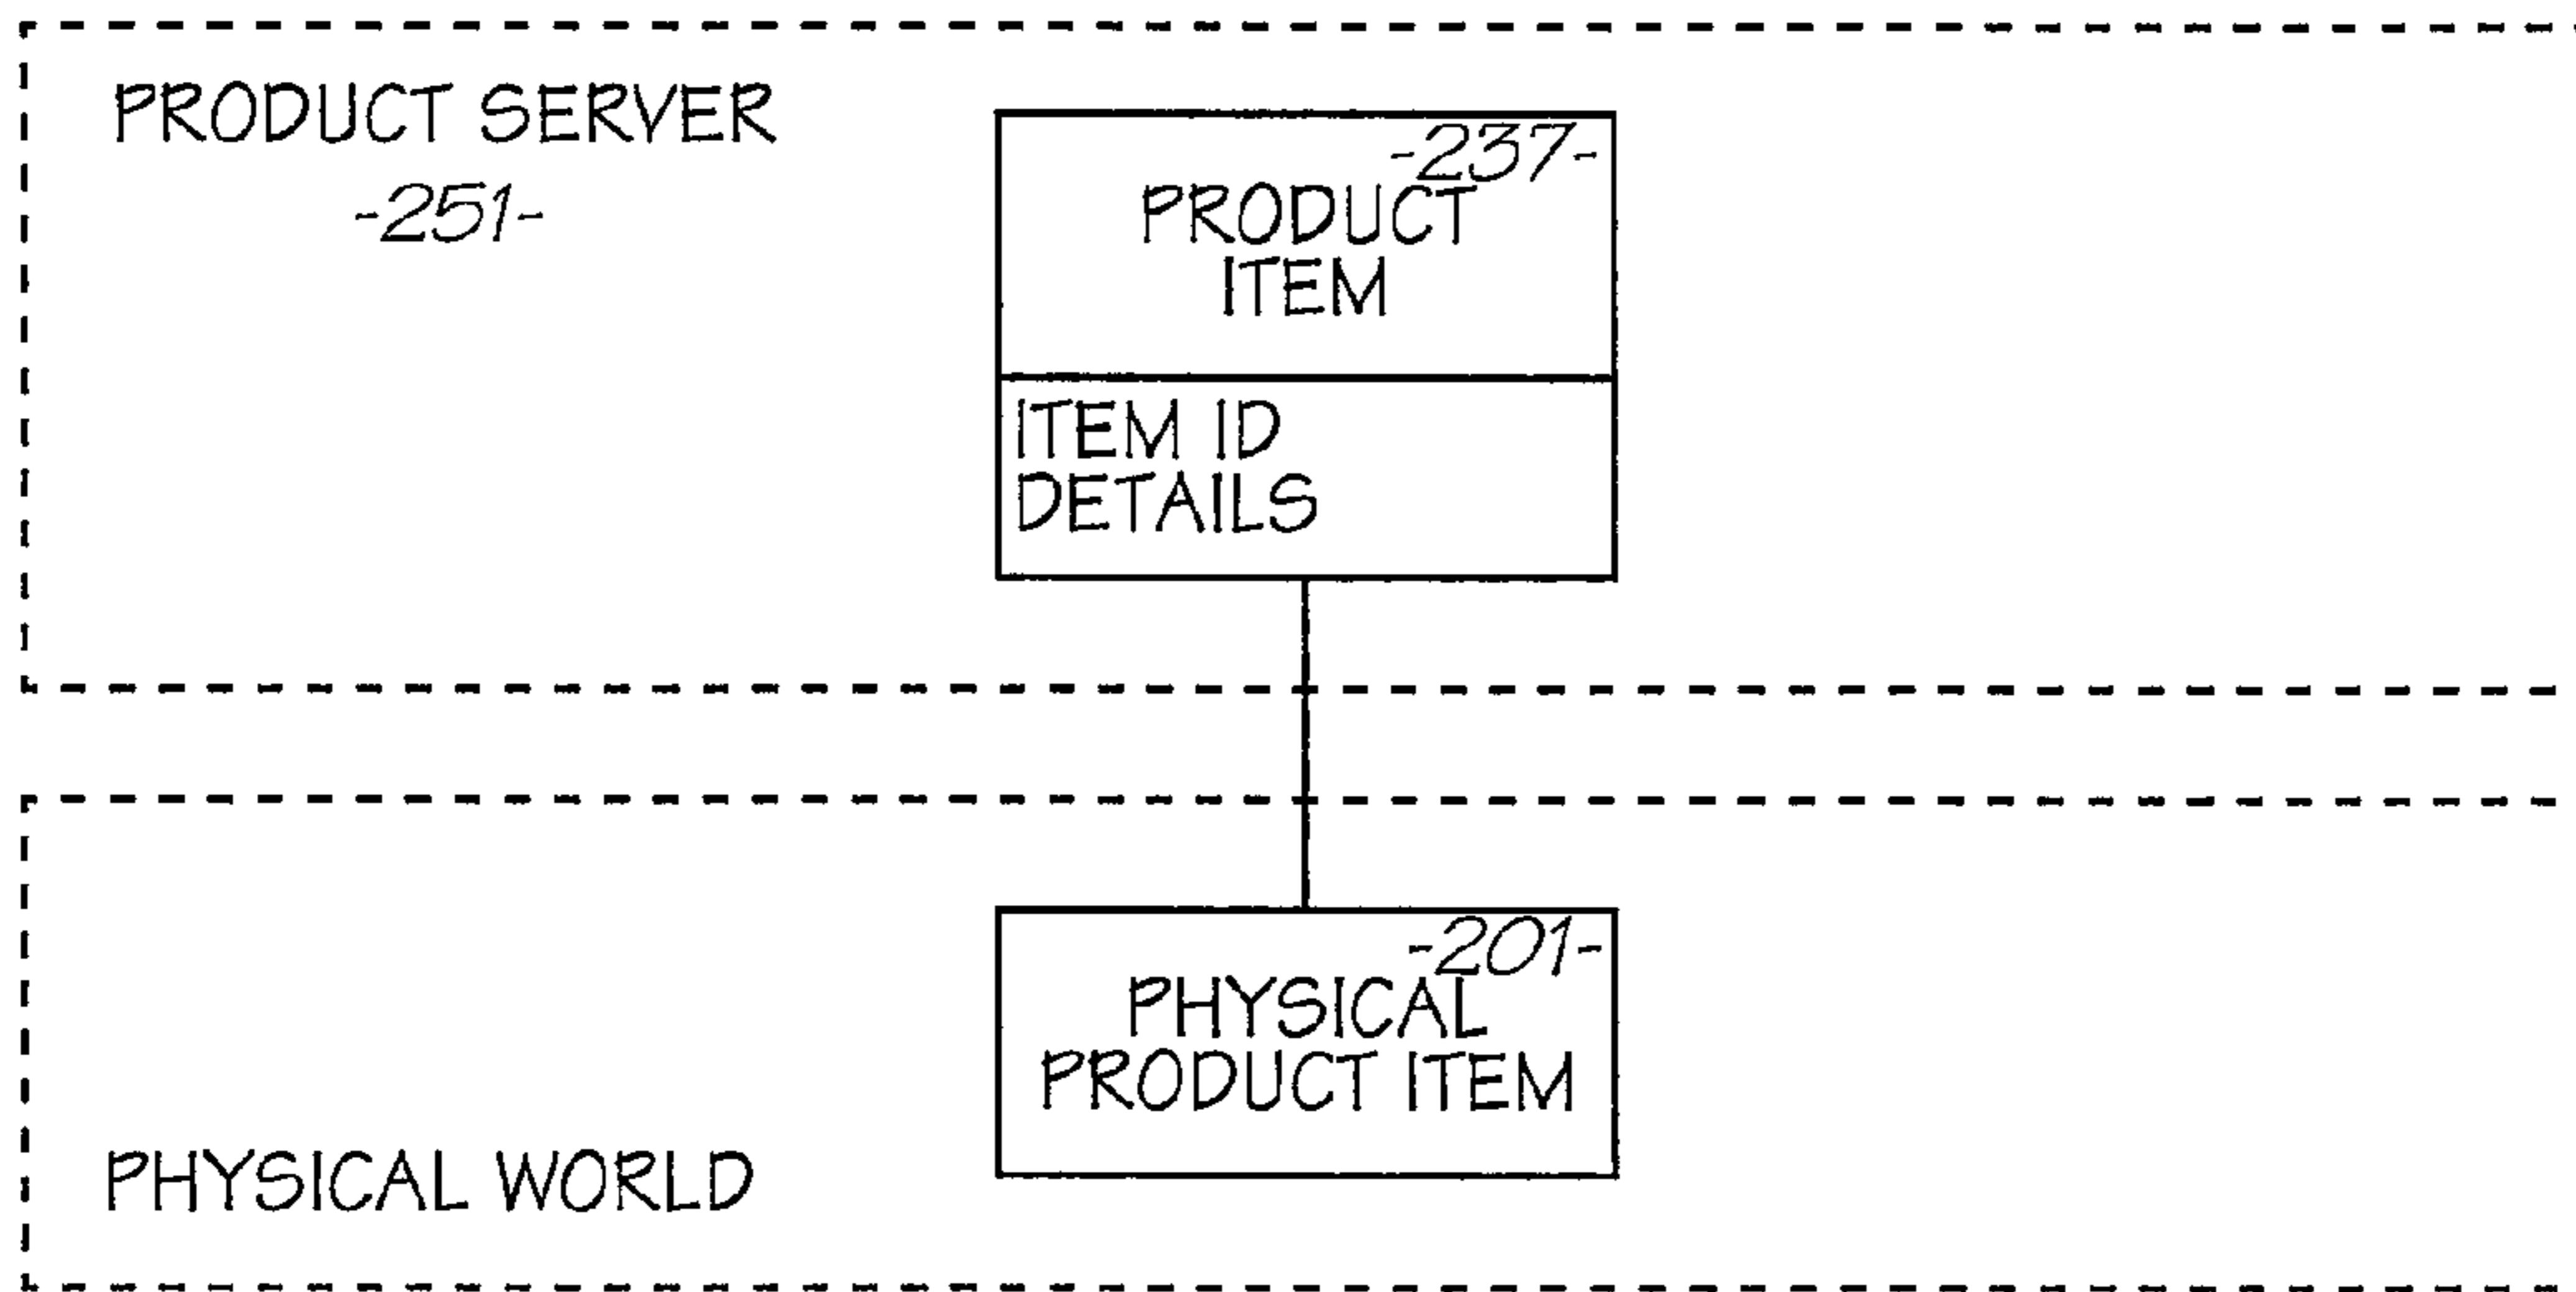 PRODUCT SERVER
-251-
-237-
PRODUCT
ITEM
ITEM ID
DETAILS
-201-
PHYSICAL
PRODUCT ITEM
PHYSICAL WORLD